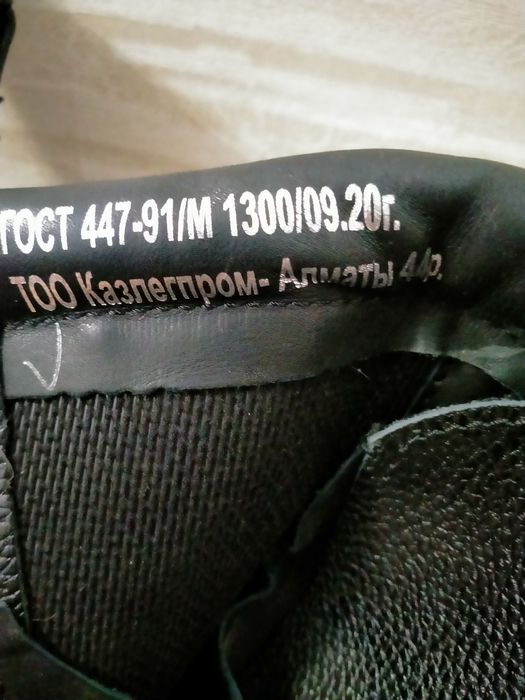 ГОСТ 447-91/М 1300/09.20г.
ТОО Казлегпром- Алматы 44р.